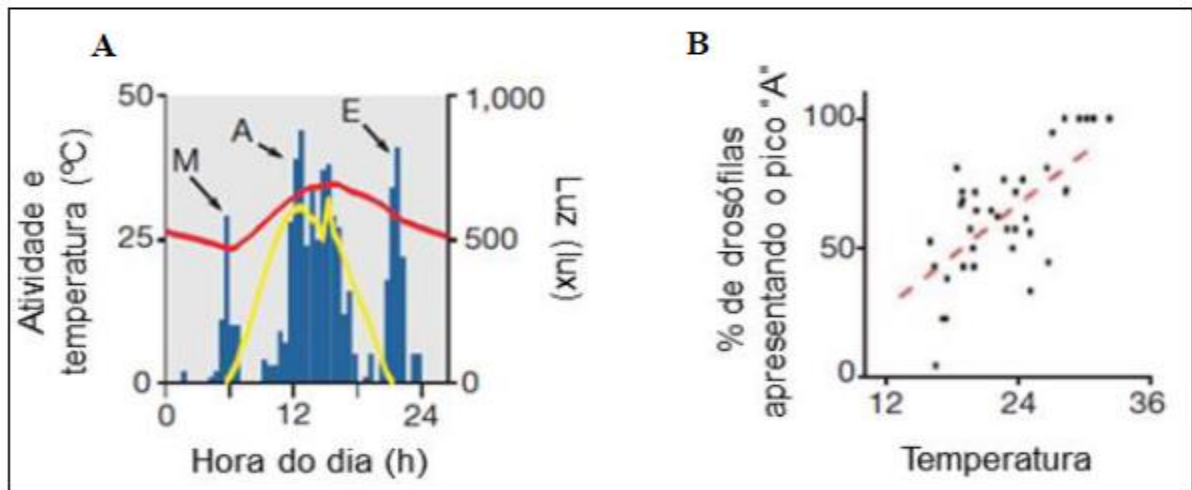 A
Atividade e
temperatura (ºC)
50
25
0
M
A
E
1,000
500
0
Luz (lux)
0
12
24
Hora do dia (h)
B
% de drosófilas
apresentando o pico "A"
100
50
0
12
24
36
Temperatura